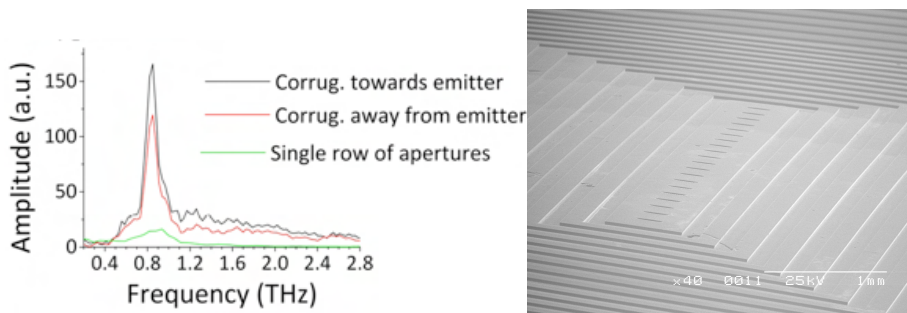 Amplitude (a.u.)
150
100
50
0
0.4 0.8 1.2 1.6 2.0 2.4 2.8
Frequency (THz)
Corrug. towards emitter
Corrug. away from emitter
Single row of apertures
x40 0011 25kV 1mm